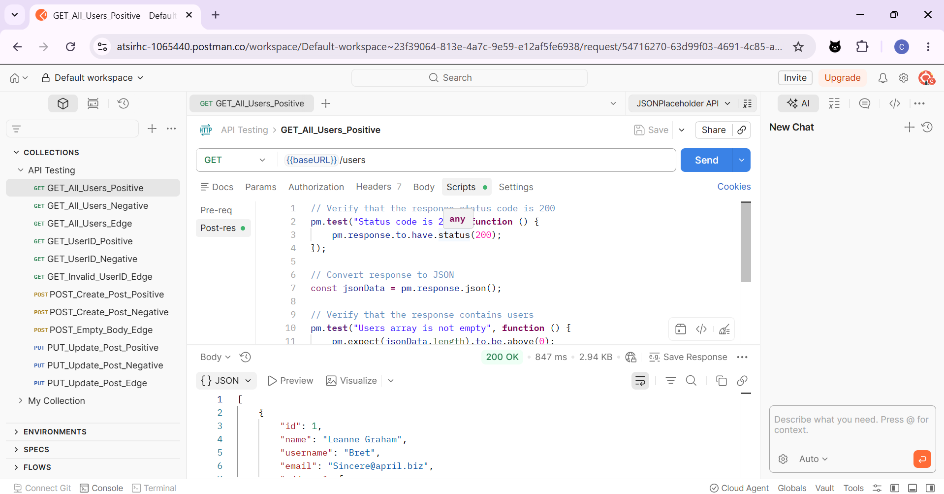 GET_All_Users_Positive - Default
atsirhc-1065440.postman.co/workspace/Default-workspace~23f39064-813e-4a7c-9e59-e12af5fe6938/request/54716270-63d99f03-4691-4c85-a...
C
Default workspace
Search
Invite
Upgrade
GET GET_All_Users_Positive
JSONPlaceholder API
AI
New Chat
COLLECTIONS
API Testing
GET GET_All_Users_Positive
GET GET_All_Users_Negative
GET GET_All_Users_Edge
GET GET_UserID_Positive
GET GET_UserID_Negative
GET GET_Invalid_UserID_Edge
POST POST_Create_Post_Positive
POST POST_Create_Post_Negative
POST POST_Empty_Body_Edge
PUT PUT_Update_Post_Positive
PUT PUT_Update_Post_Negative
PUT PUT_Update_Post_Edge
My Collection
ENVIRONMENTS
SPECS
FLOWS
HTTP API Testing > GET_All_Users_Positive
Save
Share
GET
{{baseURL}} /users
Send
Docs Params Authorization Headers 7 Body Scripts Settings
Cookies
Pre-req
Post-res
1 // Verify that the response status code is 200
2 pm.test("Status code is 2 function () {
any
3 pm.response.to.have.status(200);
4 });
5
6 // Convert response to JSON
7 const jsonData = pm.response.json();
8
9 // Verify that the response contains users
10 pm.test("Users array is not empty", function () {
11 pm.expect(jsonData.length).to.be.above(0);
Body
200 OK • 847 ms • 2.94 KB
Save Response
{} JSON
Preview
Visualize
1 [
2 {
3 "id": 1,
4 "name": "Leanne Graham",
5 "username": "Bret",
6 "email": "Sincere@april.biz",
Describe what you need. Press @ for
context.
Auto
Connect Git
Console
Terminal
Cloud Agent
Globals
Vault
Tools